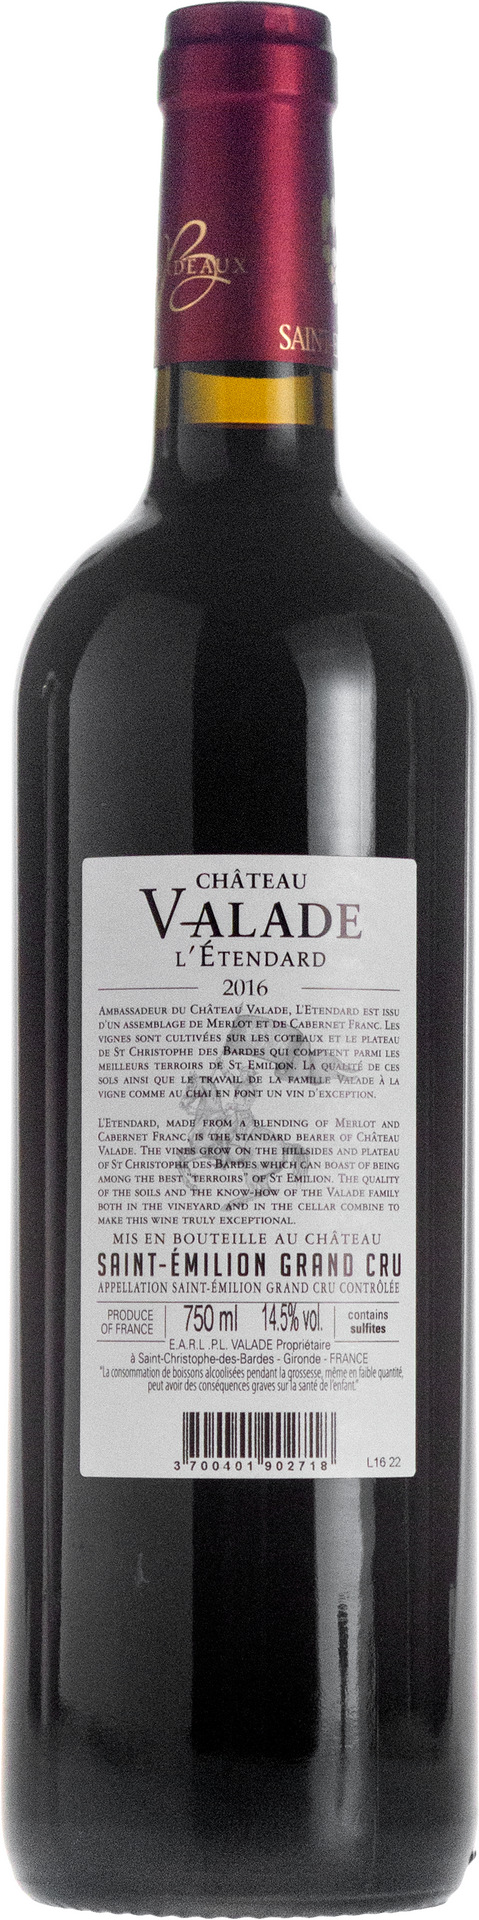 RDEAUX
B
SAINT-
CHÂTEAU
VALADE
L'ÉTENDARD
2016
AMBASSADEUR DU CHÂTEAU VALADE, L'ETENDARD EST ISSU
D'UN ASSEMBLAGE DE MERLOT ET DE CABERNET FRANC. LES
VIGNES SONT CULTIVÉES SUR LES COTEAUX ET LE PLATEAU
DE ST CHRISTOPHE DES BARDES QUI COMPTENT PARMI LES
MEILLEURS TERROIRS DE ST EMILION. LA QUALITÉ DE CES
SOLS AINSI QUE LE TRAVAIL DE LA FAMILLE VALADE À LA
VIGNE COMME AU CHAI EN FONT UN VIN D'EXCEPTION.
L'ETENDARD, MADE FROM A BLENDING OF MERLOT AND
CABERNET FRANC, IS THE STANDARD BEARER OF CHÂTEAU
VALADE. THE VINES GROW ON THE HILLSIDES AND PLATEAU
OF ST CHRISTOPHE DES BARDES WHICH CAN BOAST OF BEING
AMONG THE BEST "TERROIRS" OF ST EMILION. THE QUALITY
OF THE SOILS AND THE KNOW-HOW OF THE VALADE FAMILY
BOTH IN THE VINEYARD AND IN THE CELLAR COMBINE TO
MAKE THIS WINE TRULY EXCEPTIONAL.
MIS EN BOUTEILLE AU CHÂTEAU
SAINT-ÉMILION GRAND CRU
APPELLATION SAINT-ÉMILION GRAND CRU CONTRÔLÉE
PRODUCE
OF FRANCE
750 ml
14.5% vol.
contains
sulfites
E.A.R.L .P.L. VALADE Propriétaire
à Saint-Christophe-des-Bardes - Gironde - FRANCE
"La consommation de boissons alcoolisées pendant la grossesse, même en faible quantité,
peut avoir des conséquences graves sur la santé de l'enfant."
3 700401 902718
L16 22